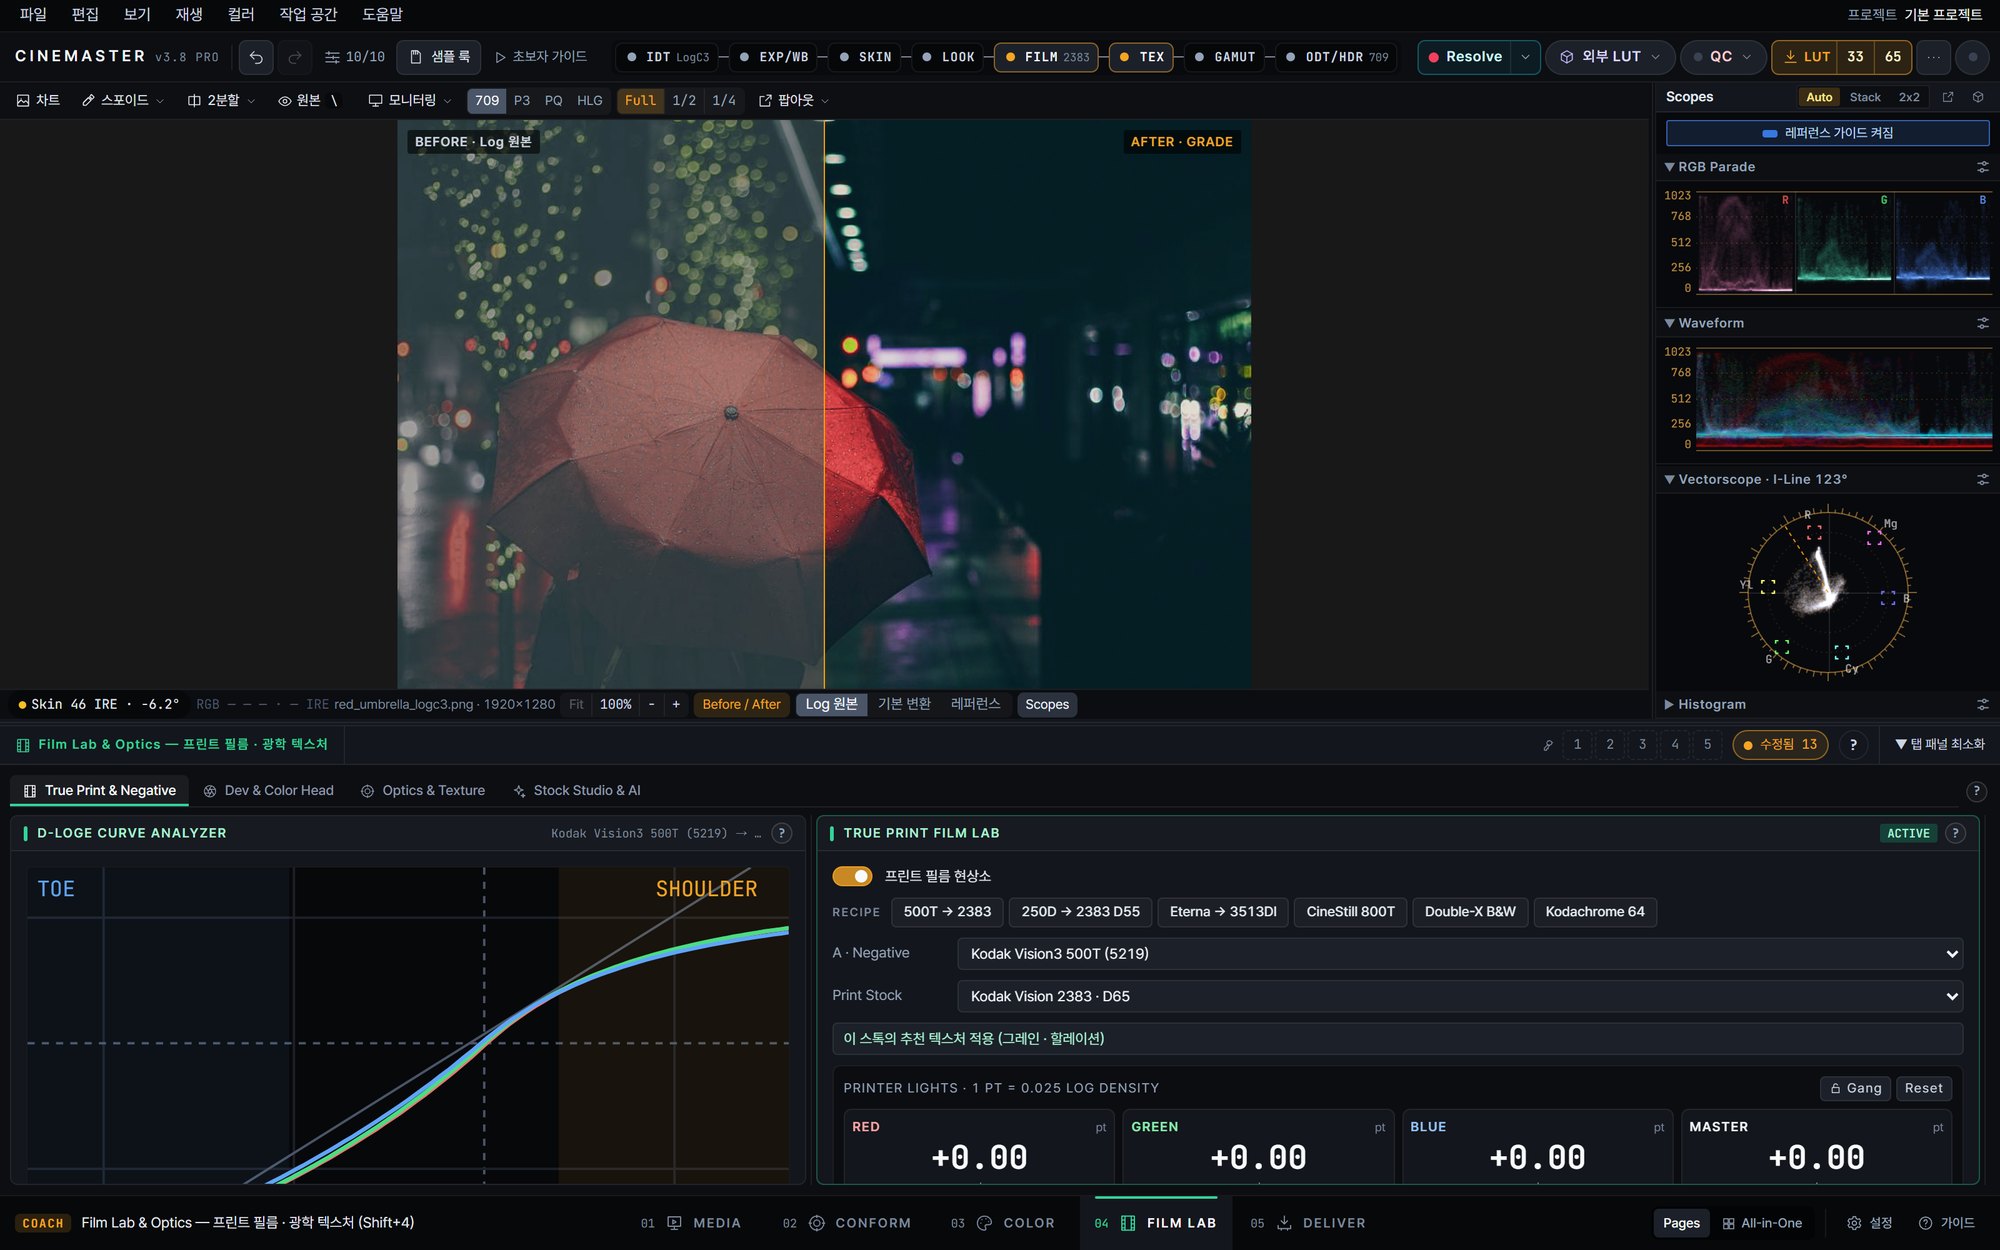 파일 편집 보기 재생 컬러 작업 공간 도움말 프로젝트 기본 프로젝트
CINEMASTER v3.8 PRO 10/10 샘플 룩 초보자 가이드 IDT LogC3 EXP/WB SKIN LOOK FILM 2383 TEX GAMUT ODT/HDR 709 Resolve 외부 LUT QC LUT 33 65 ...
차트 스포이드 2분할 원본 \ 모니터링 709 P3 PQ HLG Full 1/2 1/4 팝아웃
Scopes Auto Stack 2x2
BEFORE · Log 원본
AFTER · GRADE
레퍼런스 가이드 켜짐
RGB Parade
1023
768
512
256
0
R G B
Waveform
1023
768
512
256
0
Vectorscope · I-Line 123°
R Mg
YL B
G Cy
Histogram
Skin 46 IRE · -6.2° RGB — — — · — IRE red_umbrella_logc3.png · 1920×1280 Fit 100% - + Before / After Log 원본 기본 변환 레퍼런스 Scopes
Film Lab & Optics — 프린트 필름 · 광학 텍스처 1 2 3 4 5 수정됨 13 ? ▼ 탭 패널 최소화
True Print & Negative Dev & Color Head Optics & Texture Stock Studio & AI ?
D-LOGE CURVE ANALYZER Kodak Vision3 500T (5219) → … ?
TOE SHOULDER
TRUE PRINT FILM LAB ACTIVE ?
프린트 필름 현상소
RECIPE 500T → 2383 250D → 2383 D55 Eterna → 3513DI CineStill 800T Double-X B&W Kodachrome 64
A · Negative Kodak Vision3 500T (5219)
Print Stock Kodak Vision 2383 · D65
이 스톡의 추천 텍스처 적용 (그레인 · 할레이션)
PRINTER LIGHTS · 1 PT = 0.025 LOG DENSITY Gang Reset
RED pt GREEN pt BLUE pt MASTER pt
+0.00 +0.00 +0.00 +0.00
COACH Film Lab & Optics — 프린트 필름 · 광학 텍스처 (Shift+4) 01 MEDIA 02 CONFORM 03 COLOR 04 FILM LAB 05 DELIVER Pages All-in-One 설정 가이드